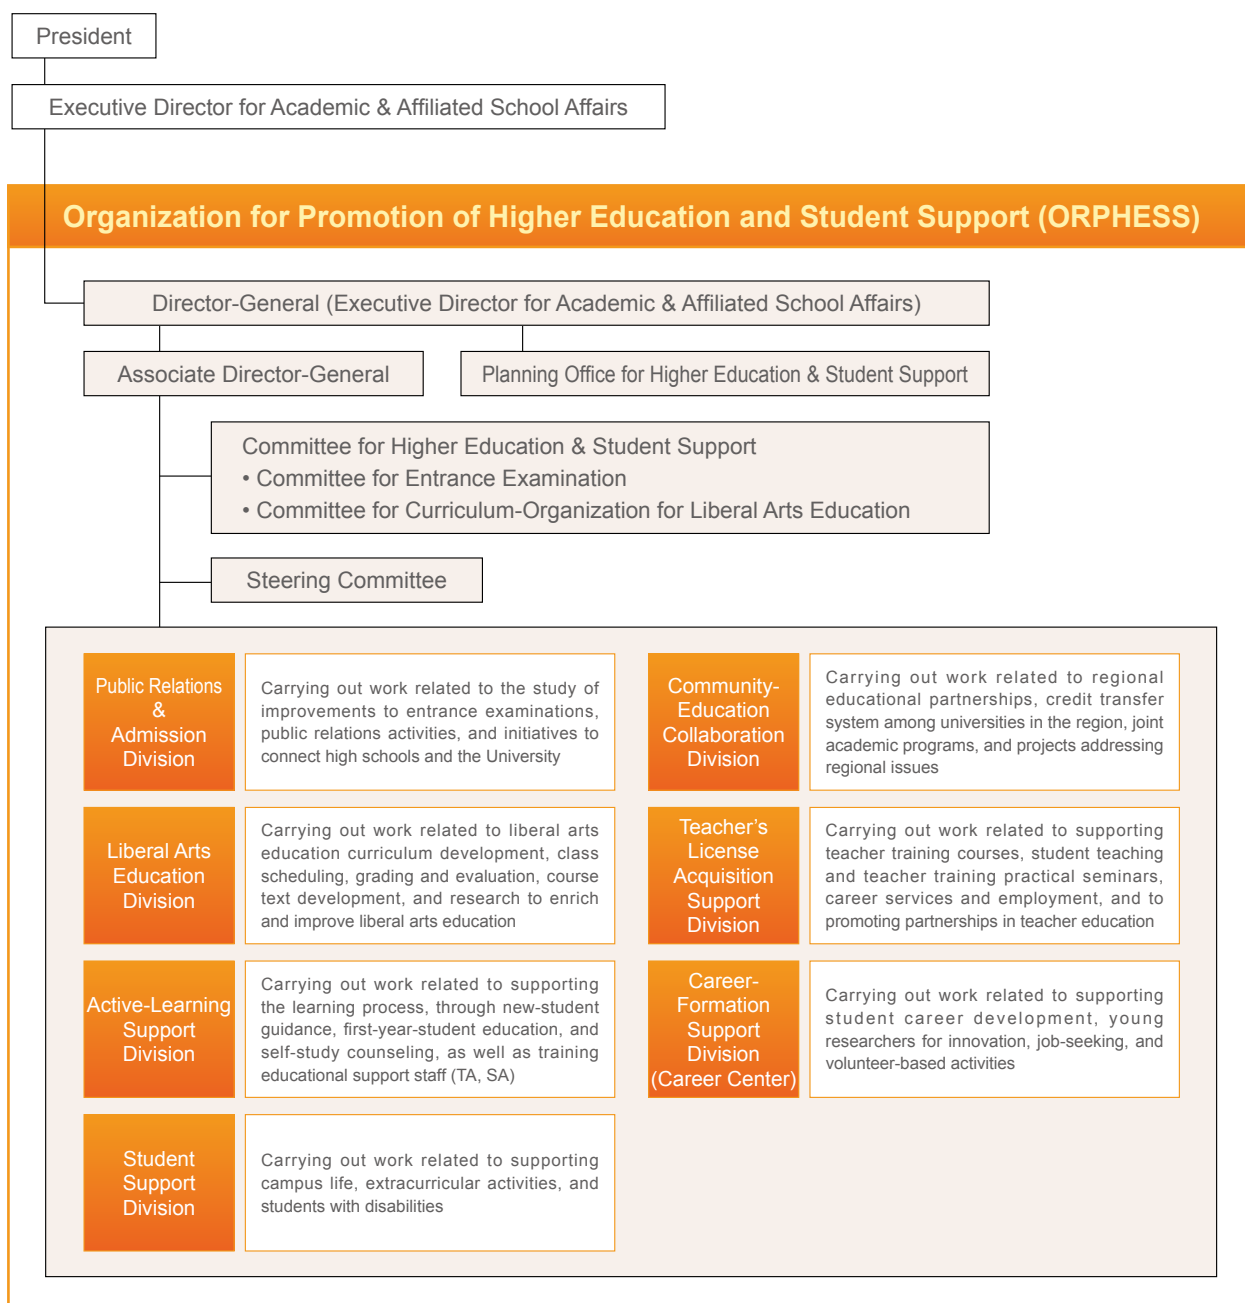 President
Executive Director for Academic & Affiliated School Affairs
Organization for Promotion of Higher Education and Student Support (ORPHESS)
Director-General (Executive Director for Academic & Affiliated School Affairs)
Associate Director-General
Planning Office for Higher Education & Student Support
Committee for Higher Education & Student Support
• Committee for Entrance Examination
• Committee for Curriculum-Organization for Liberal Arts Education
Steering Committee
Public Relations
&
Admission
Division
Carrying out work related to the study of
improvements to entrance examinations,
public relations activities, and initiatives to
connect high schools and the University
Community-
Education
Collaboration
Division
Carrying out work related to regional
educational partnerships, credit transfer
system among universities in the region, joint
academic programs, and projects addressing
regional issues
Liberal Arts
Education
Division
Carrying out work related to liberal arts
education curriculum development, class
scheduling, grading and evaluation, course
text development, and research to enrich
and improve liberal arts education
Teacher’s
License
Acquisition
Support
Division
Carrying out work related to supporting
teacher training courses, student teaching
and teacher training practical seminars,
career services and employment, and to
promoting partnerships in teacher education
Active-Learning
Support
Division
Carrying out work related to supporting
the learning process, through new-student
guidance, first-year-student education, and
self-study counseling, as well as training
educational support staff (TA, SA)
Career-
Formation
Support
Division
(Career Center)
Carrying out work related to supporting
student career development, young
researchers for innovation, job-seeking, and
volunteer-based activities
Student
Support
Division
Carrying out work related to supporting
campus life, extracurricular activities, and
students with disabilities